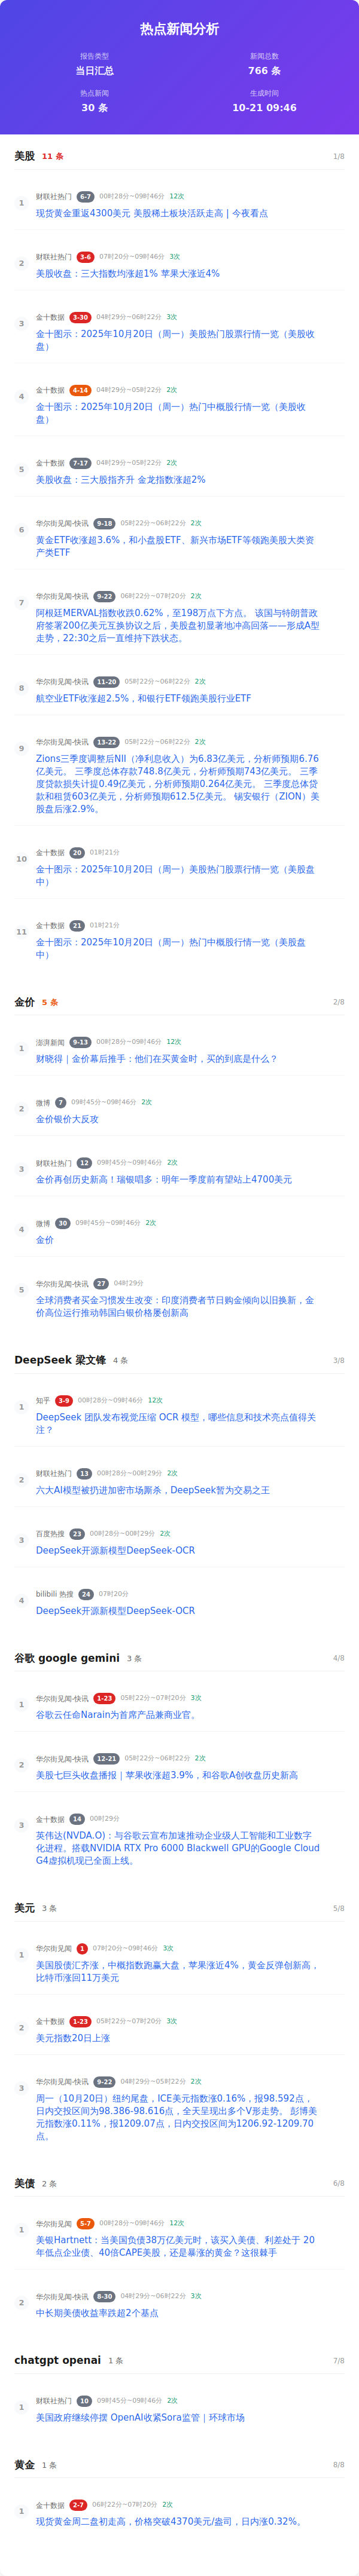 热点新闻分析
报告类型
新闻总数
当日汇总
766 条
热点新闻
生成时间
30 条
10-21 09:46
美股 11 条 1/8
1
财联社热门 6-7 00时28分~09时46分 12次
现货黄金重返4300美元 美股稀土板块活跃走高 | 今夜看点
2
财联社热门 3-6 07时20分~09时46分 3次
美股收盘：三大指数均涨超1% 苹果大涨近4%
3
金十数据 3-30 04时29分~06时22分 3次
金十图示：2025年10月20日（周一）美股热门股票行情一览（美股收
盘）
4
金十数据 4-14 04时29分~05时22分 2次
金十图示：2025年10月20日（周一）热门中概股行情一览（美股收
盘）
5
金十数据 7-17 04时29分~05时22分 2次
美股收盘：三大股指齐升 金龙指数涨超2%
6
华尔街见闻-快讯 9-18 05时22分~06时22分 2次
黄金ETF收涨超3.6%，和小盘股ETF、新兴市场ETF等领跑美股大类资
产类ETF
7
华尔街见闻-快讯 9-22 06时22分~07时20分 2次
阿根廷MERVAL指数收跌0.62%，至198万点下方点。 该国与特朗普政
府签署200亿美元互换协议之后，美股盘初显著地冲高回落——形成A型
走势，22:30之后一直维持下跌状态。
8
华尔街见闻-快讯 11-20 05时22分~06时22分 2次
航空业ETF收涨超2.5%，和银行ETF领跑美股行业ETF
9
华尔街见闻-快讯 13-22 05时22分~06时22分 2次
Zions三季度调整后NII（净利息收入）为6.83亿美元，分析师预期6.76
亿美元。 三季度总体存款748.8亿美元，分析师预期743亿美元。 三季
度贷款损失计提0.49亿美元，分析师预期0.264亿美元。 三季度总体贷
款和租赁603亿美元，分析师预期612.5亿美元。 锡安银行（ZION）美
股盘后涨2.9%。
10
金十数据 20 01时21分
金十图示：2025年10月20日（周一）美股热门股票行情一览（美股盘
中）
11
金十数据 21 01时21分
金十图示：2025年10月20日（周一）热门中概股行情一览（美股盘
中）
金价 5 条 2/8
1
澎湃新闻 9-13 00时28分~09时46分 12次
财晓得｜金价幕后推手：他们在买黄金时，买的到底是什么？
2
微博 7 09时45分~09时46分 2次
金价银价大反攻
3
财联社热门 12 09时45分~09时46分 2次
金价再创历史新高！瑞银唱多：明年一季度前有望站上4700美元
4
微博 30 09时45分~09时46分 2次
金价
5
华尔街见闻-快讯 27 04时29分
全球消费者买金习惯发生改变：印度消费者节日购金倾向以旧换新，金
价高位运行推动韩国白银价格屡创新高
DeepSeek 梁文锋 4 条 3/8
1
知乎 3-9 00时28分~09时46分 12次
DeepSeek 团队发布视觉压缩 OCR 模型，哪些信息和技术亮点值得关
注？
2
财联社热门 13 00时28分~00时29分 2次
六大AI模型被扔进加密市场厮杀，DeepSeek暂为交易之王
3
百度热搜 23 00时28分~00时29分 2次
DeepSeek开源新模型DeepSeek-OCR
4
bilibili 热搜 24 07时20分
DeepSeek开源新模型DeepSeek-OCR
谷歌 google gemini 3 条 4/8
1
华尔街见闻-快讯 1-23 05时22分~07时20分 3次
谷歌云任命Narain为首席产品兼商业官。
2
华尔街见闻-快讯 12-21 05时22分~06时22分 2次
美股七巨头收盘播报｜苹果收涨超3.9%，和谷歌A创收盘历史新高
3
金十数据 14 00时29分
英伟达(NVDA.O)：与谷歌云宣布加速推动企业级人工智能和工业数字
化进程。搭载NVIDIA RTX Pro 6000 Blackwell GPU的Google Cloud
G4虚拟机现已全面上线。
美元 3 条 5/8
1
华尔街见闻 1 07时20分~09时46分 3次
美国股债汇齐涨，中概指数跑赢大盘，苹果涨近4%，黄金反弹创新高，
比特币涨回11万美元
2
金十数据 1-23 05时22分~07时20分 3次
美元指数20日上涨
3
华尔街见闻-快讯 9-22 04时29分~05时22分 2次
周一（10月20日）纽约尾盘，ICE美元指数涨0.16%，报98.592点，
日内交投区间为98.386-98.616点，全天呈现出多个V形走势。 彭博美
元指数涨0.11%，报1209.07点，日内交投区间为1206.92-1209.70
点。
美债 2 条 6/8
1
华尔街见闻 5-7 00时28分~09时46分 12次
美银Hartnett：当美国负债38万亿美元时，该买美债、利差处于 20
年低点企业债、40倍CAPE美股，还是暴涨的黄金？这很棘手
2
华尔街见闻-快讯 8-30 04时29分~06时22分 3次
中长期美债收益率跌超2个基点
chatgpt openai 1 条 7/8
1
财联社热门 10 09时45分~09时46分 2次
美国政府继续停摆 OpenAI收紧Sora监管｜环球市场
黄金 1 条 8/8
1
金十数据 2-7 06时22分~07时20分 2次
现货黄金周二盘初走高，价格突破4370美元/盎司，日内涨0.32%。